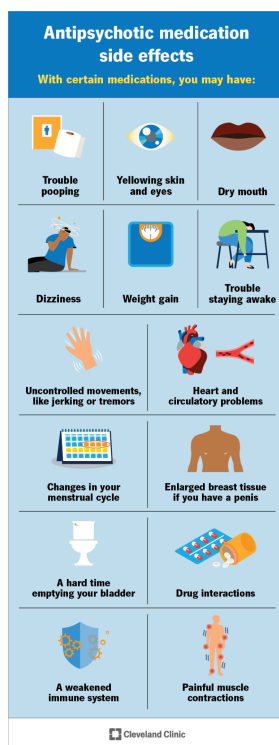 Antipsychotic medication
side effects
With certain medications, you may have:
Trouble
pooping
Yellowing skin
and eyes
Dry mouth
Dizziness
Weight gain
Trouble
staying awake
Uncontrolled movements,
like jerking or tremors
Heart and
circulatory problems
Changes in your
menstrual cycle
Enlarged breast tissue
if you have a penis
A hard time
emptying your bladder
Drug interactions
A weakened
immune system
Painful muscle
contractions
Cleveland Clinic